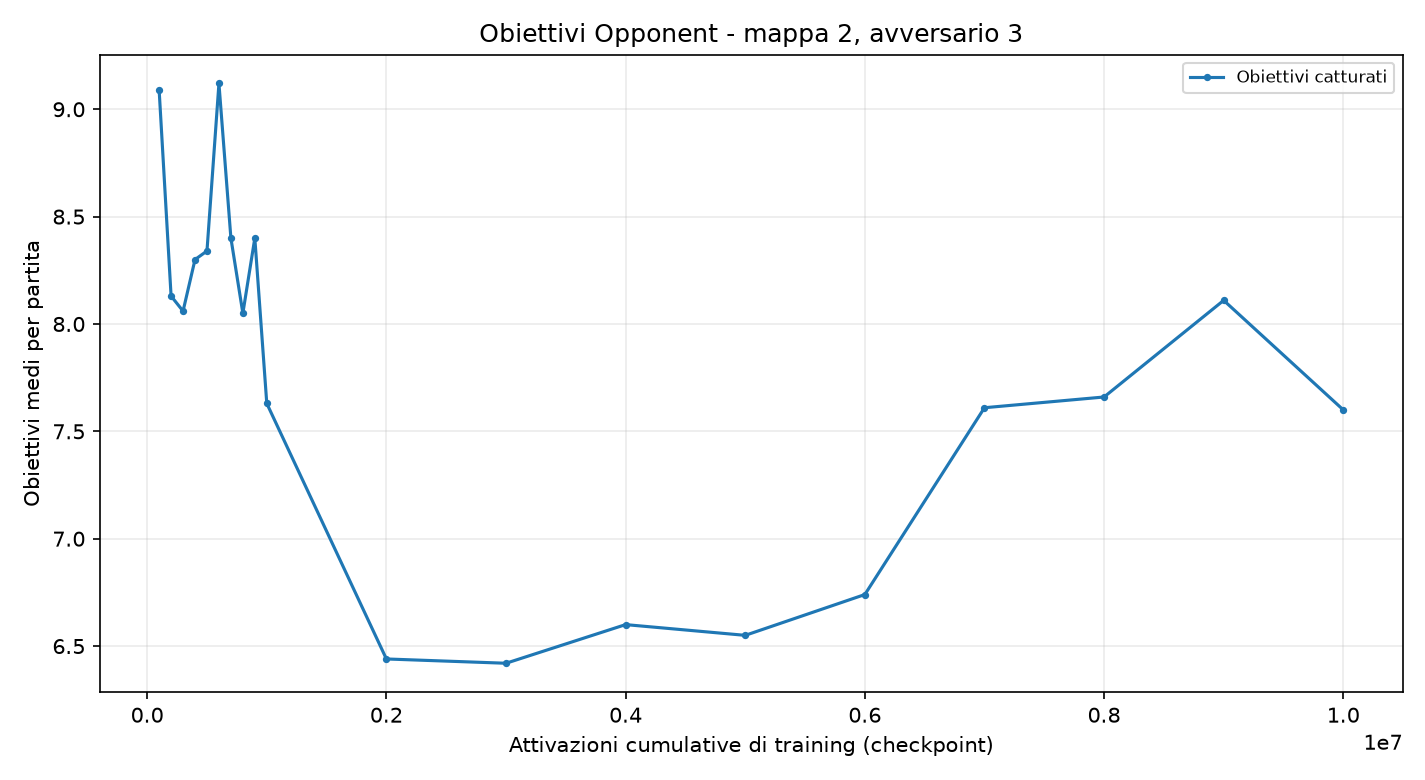 Obiettivi Opponent - mappa 2, avversario 3
Obiettivi catturati
Obiettivi medi per partita
9.0
8.5
8.0
7.5
7.0
6.5
0.0 0.2 0.4 0.6 0.8 1.0
1e7
Attivazioni cumulative di training (checkpoint)